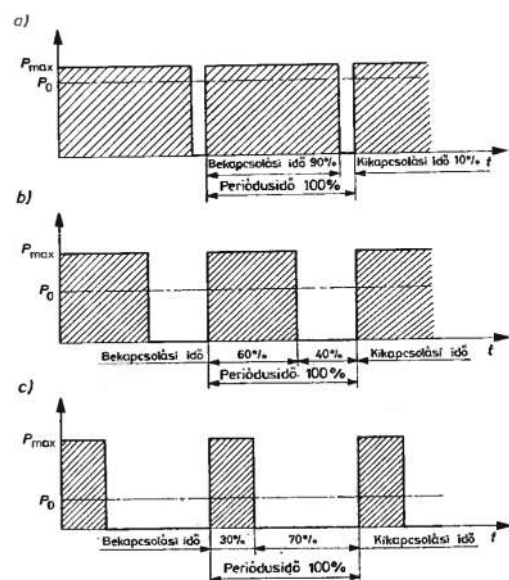 a)
Pmax
P0
Bekapcsolási idő 90% Kikapcsolási idő 10% t
Periódusidő 100%
b)
Pmax
P0
Bekapcsolási idő 60% 40% Kikapcsolási idő t
Periódusidő 100%
c)
Pmax
P0
Bekapcsolási idő 30% 70% Kikapcsolási idő t
Periódusidő 100%